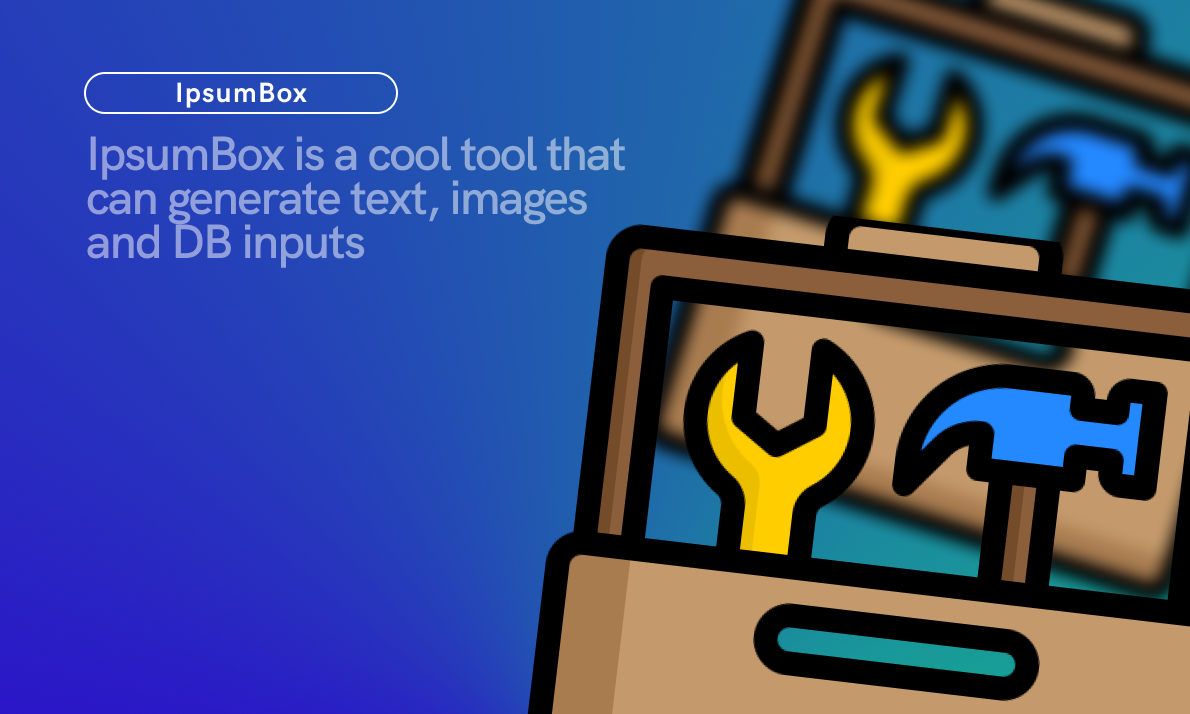 IpsumBox
IpsumBox is a cool tool that
can generate text, images
and DB inputs